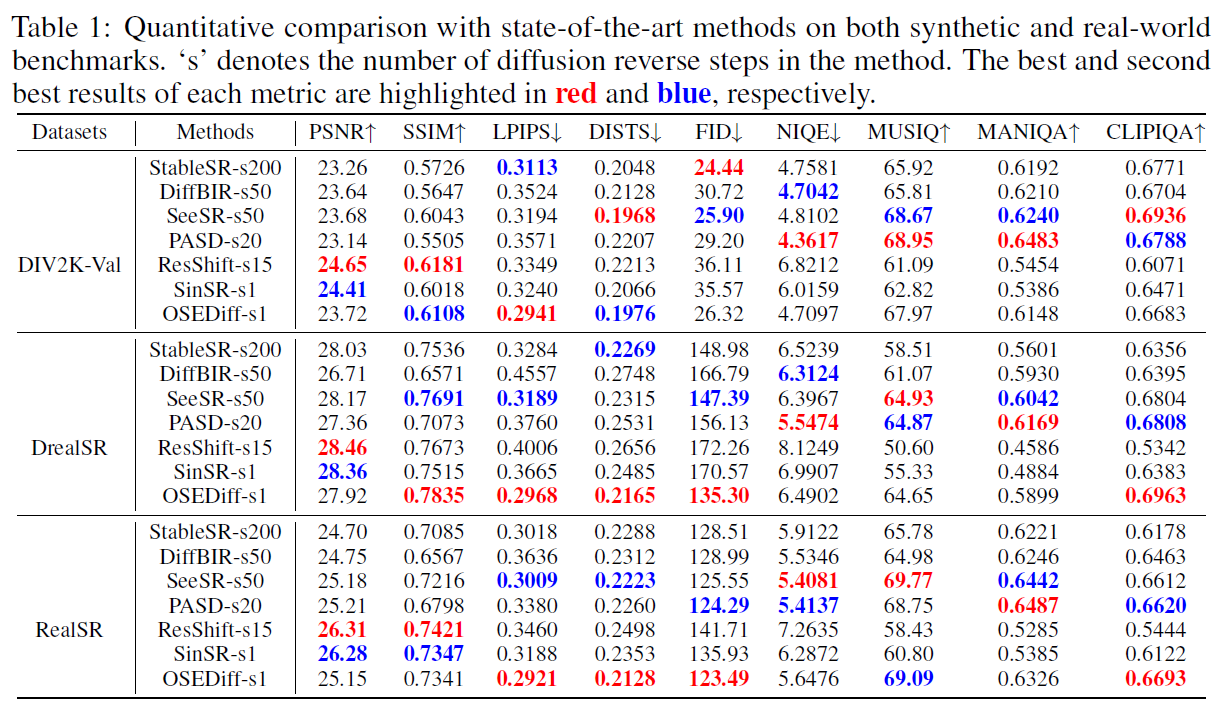 Table 1: Quantitative comparison with state-of-the-art methods on both synthetic and real-world
benchmarks. ‘s’ denotes the number of diffusion reverse steps in the method. The best and second
best results of each metric are highlighted in red and blue, respectively.
Datasets Methods PSNR↑ SSIM↑ LPIPS↓ DISTS↓ FID↓ NIQE↓ MUSIQ↑ MANIQA↑ CLIPIQA↑
StableSR-s200 23.26 0.5726 0.3113 0.2048 24.44 4.7581 65.92 0.6192 0.6771
DiffBIR-s50 23.64 0.5647 0.3524 0.2128 30.72 4.7042 65.81 0.6210 0.6704
SeeSR-s50 23.68 0.6043 0.3194 0.1968 25.90 4.8102 68.67 0.6240 0.6936
PASD-s20 23.14 0.5505 0.3571 0.2207 29.20 4.3617 68.95 0.6483 0.6788
DIV2K-Val ResShift-s15 24.65 0.6181 0.3349 0.2213 36.11 6.8212 61.09 0.5454 0.6071
SinSR-s1 24.41 0.6018 0.3240 0.2066 35.57 6.0159 62.82 0.5386 0.6471
OSEDiff-s1 23.72 0.6108 0.2941 0.1976 26.32 4.7097 67.97 0.6148 0.6683
StableSR-s200 28.03 0.7536 0.3284 0.2269 148.98 6.5239 58.51 0.5601 0.6356
DiffBIR-s50 26.71 0.6571 0.4557 0.2748 166.79 6.3124 61.07 0.5930 0.6395
SeeSR-s50 28.17 0.7691 0.3189 0.2315 147.39 6.3967 64.93 0.6042 0.6804
PASD-s20 27.36 0.7073 0.3760 0.2531 156.13 5.5474 64.87 0.6169 0.6808
DrealSR ResShift-s15 28.46 0.7673 0.4006 0.2656 172.26 8.1249 50.60 0.4586 0.5342
SinSR-s1 28.36 0.7515 0.3665 0.2485 170.57 6.9907 55.33 0.4884 0.6383
OSEDiff-s1 27.92 0.7835 0.2968 0.2165 135.30 6.4902 64.65 0.5899 0.6963
StableSR-s200 24.70 0.7085 0.3018 0.2288 128.51 5.9122 65.78 0.6221 0.6178
DiffBIR-s50 24.75 0.6567 0.3636 0.2312 128.99 5.5346 64.98 0.6246 0.6463
SeeSR-s50 25.18 0.7216 0.3009 0.2223 125.55 5.4081 69.77 0.6442 0.6612
PASD-s20 25.21 0.6798 0.3380 0.2260 124.29 5.4137 68.75 0.6487 0.6620
RealSR ResShift-s15 26.31 0.7421 0.3460 0.2498 141.71 7.2635 58.43 0.5285 0.5444
SinSR-s1 26.28 0.7347 0.3188 0.2353 135.93 6.2872 60.80 0.5385 0.6122
OSEDiff-s1 25.15 0.7341 0.2921 0.2128 123.49 5.6476 69.09 0.6326 0.6693